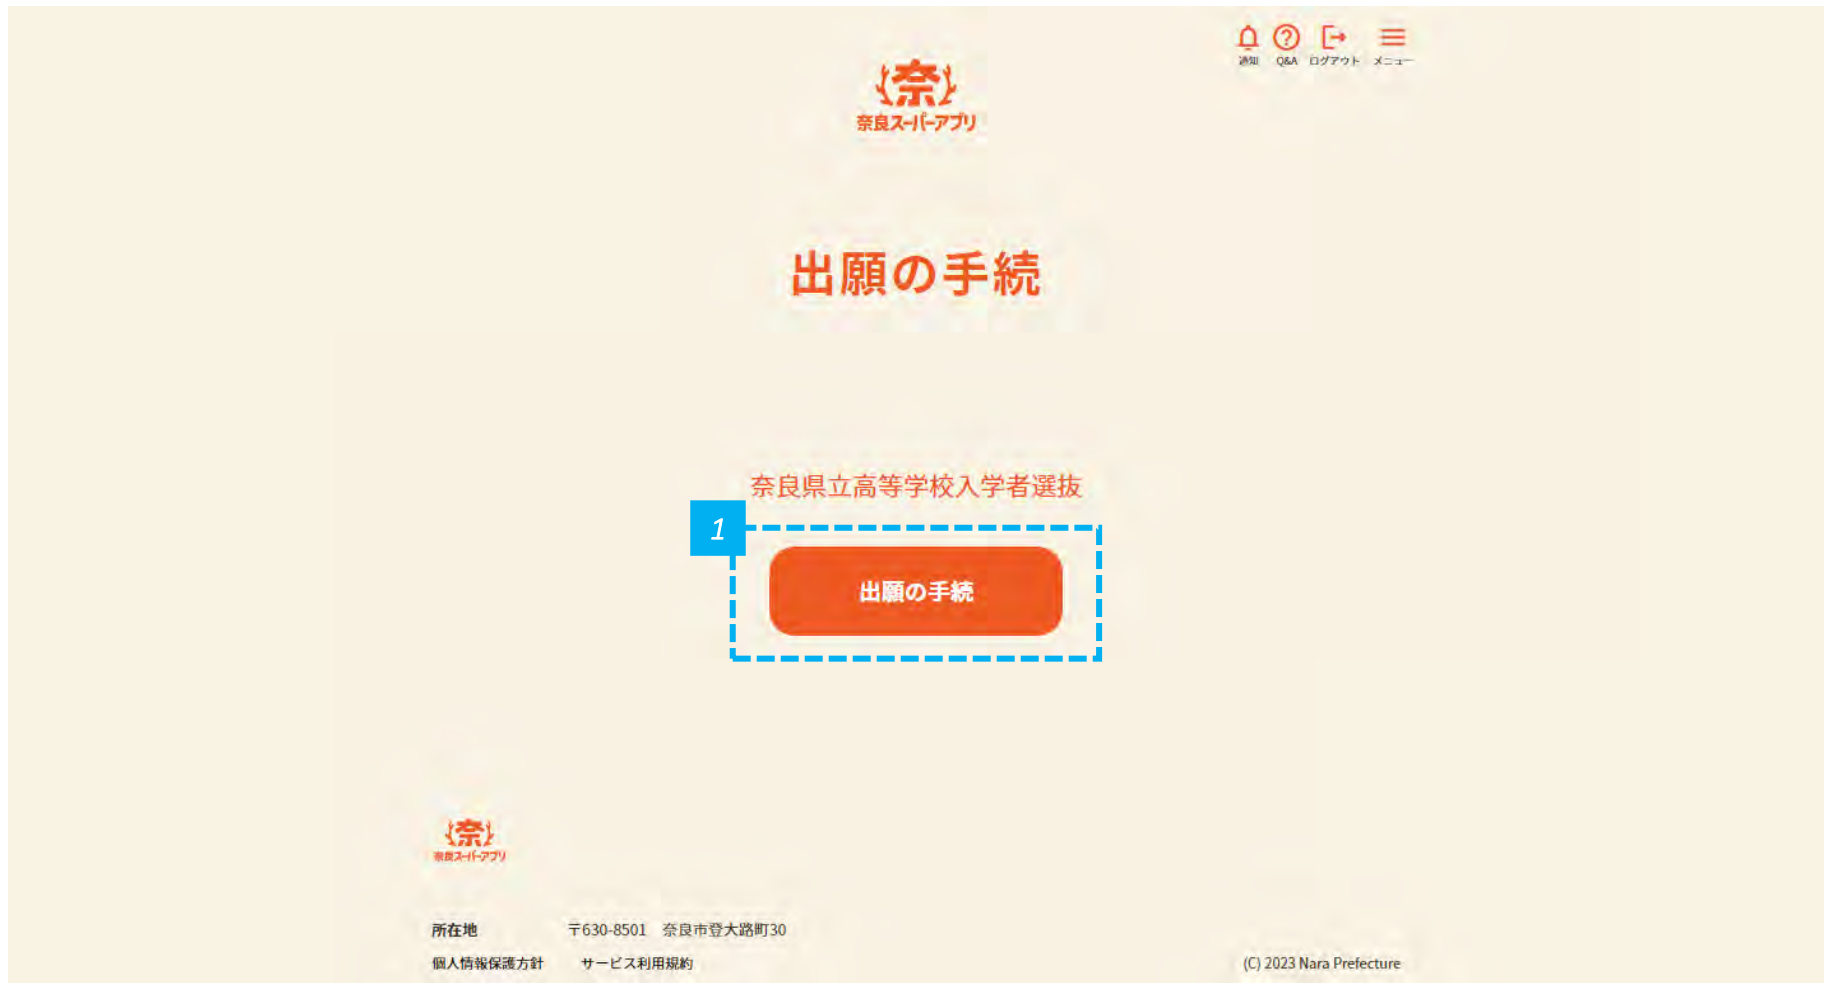 通知 Q&A ログアウト メニュー
奈
奈良スーパーアプリ
出願の手続
奈良県立高等学校入学者選抜
1
出願の手続
奈
奈良スーパーアプリ
所在地 〒630-8501 奈良市登大路町30
個人情報保護方針 サービス利用規約 (C) 2023 Nara Prefecture